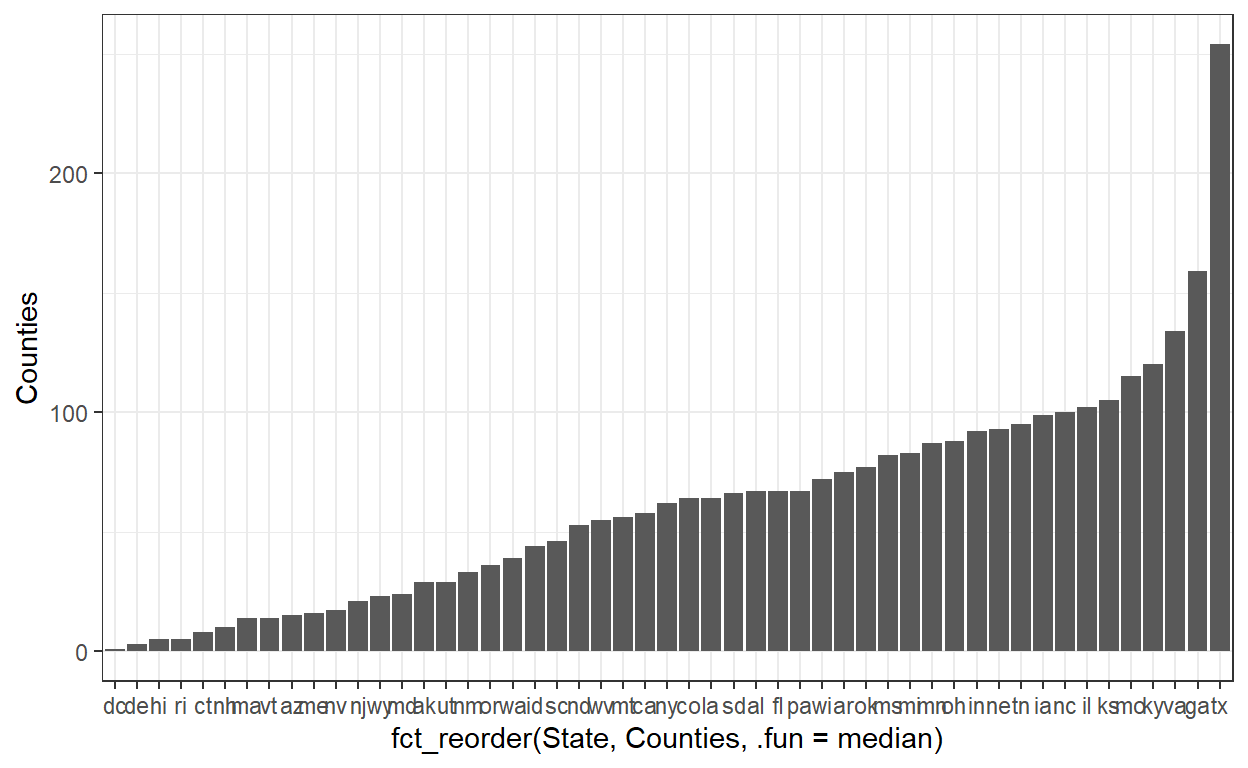 200
100
0
Counties
dc de hi ri ct nh ma vt az me nv nj wy md ak ut nm or wa id sc nd wv mt ca ny co la sd al fl pa wi ar ok ms mi mn oh in ne tn ia nc il ks mo ky va ga tx
fct_reorder(State, Counties, .fun = median)